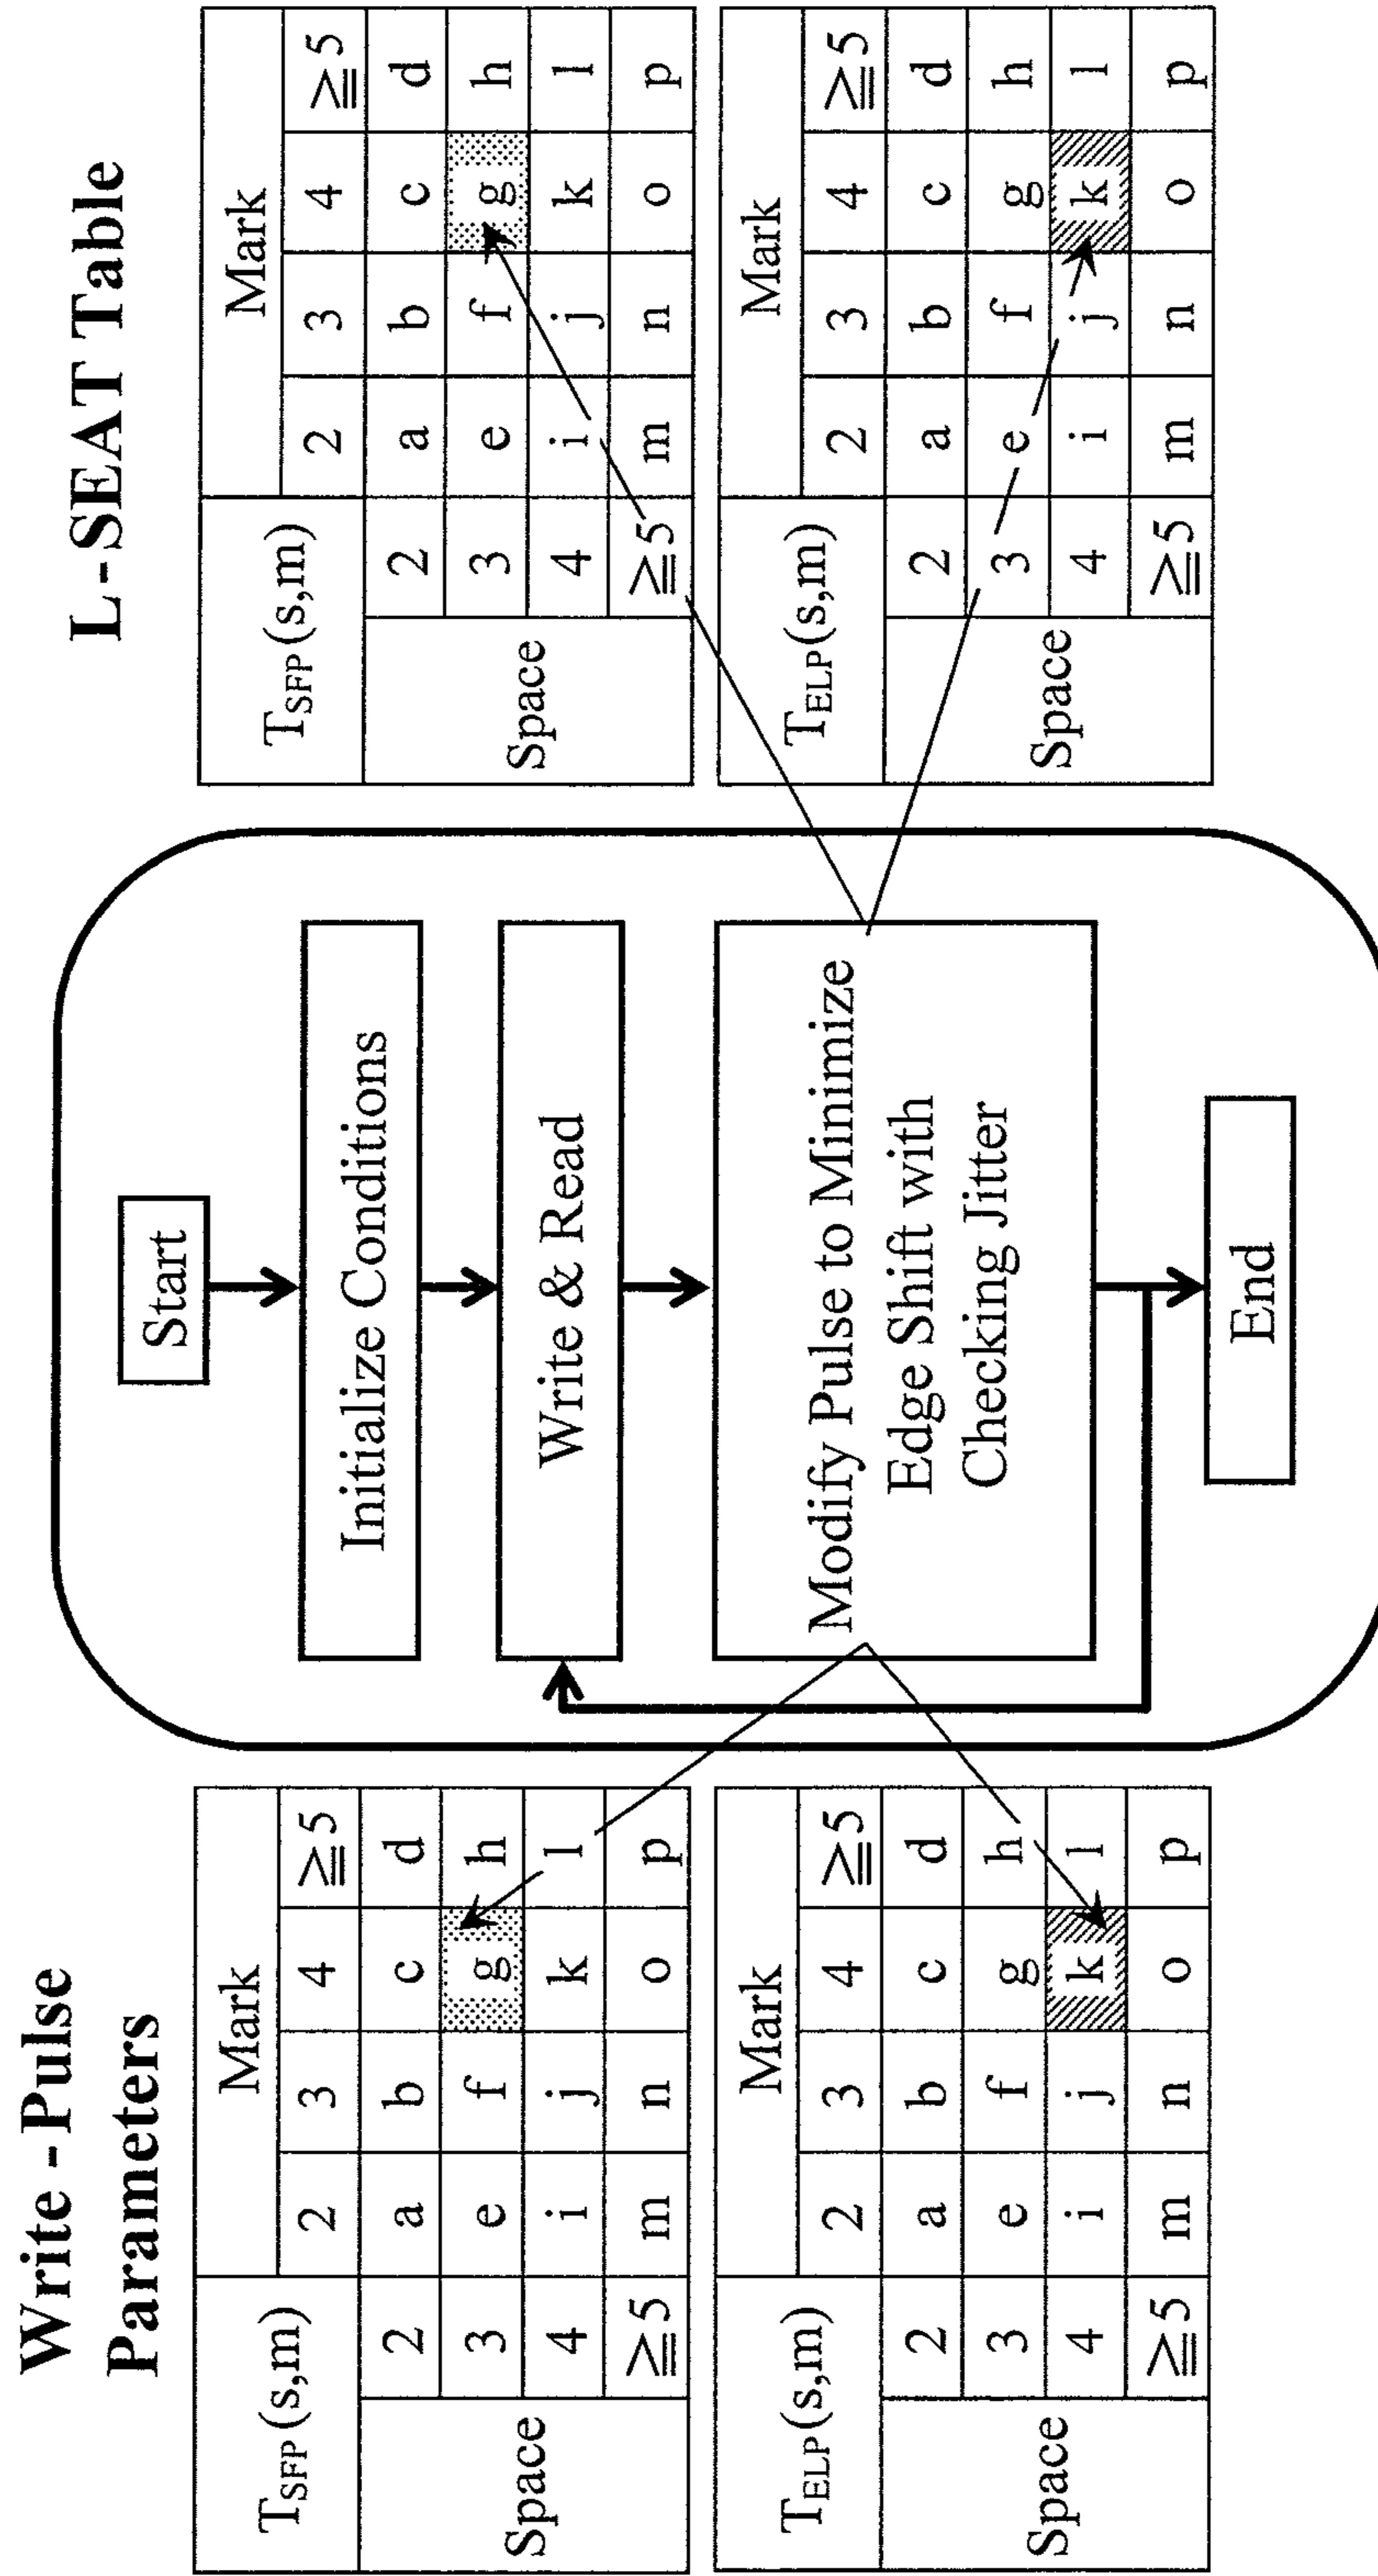 Write-Pulse
Parameters
T_SFP(s,m) Mark
2 3 4 ≧5
Space 2 a b c d
3 e f g h
4 i j k l
≧5 m n o p
T_ELP(s,m) Mark
2 3 4 ≧5
Space 2 a b c d
3 e f g h
4 i j k l
≧5 m n o p
Start
Initialize Conditions
Write & Read
Modify Pulse to Minimize
Edge Shift with
Checking Jitter
End
L-SEAT Table
T_SFP(s,m) Mark
2 3 4 ≧5
Space 2 a b c d
3 e f g h
4 i j k l
≧5 m n o p
T_ELP(s,m) Mark
2 3 4 ≧5
Space 2 a b c d
3 e f g h
4 i j k l
≧5 m n o p